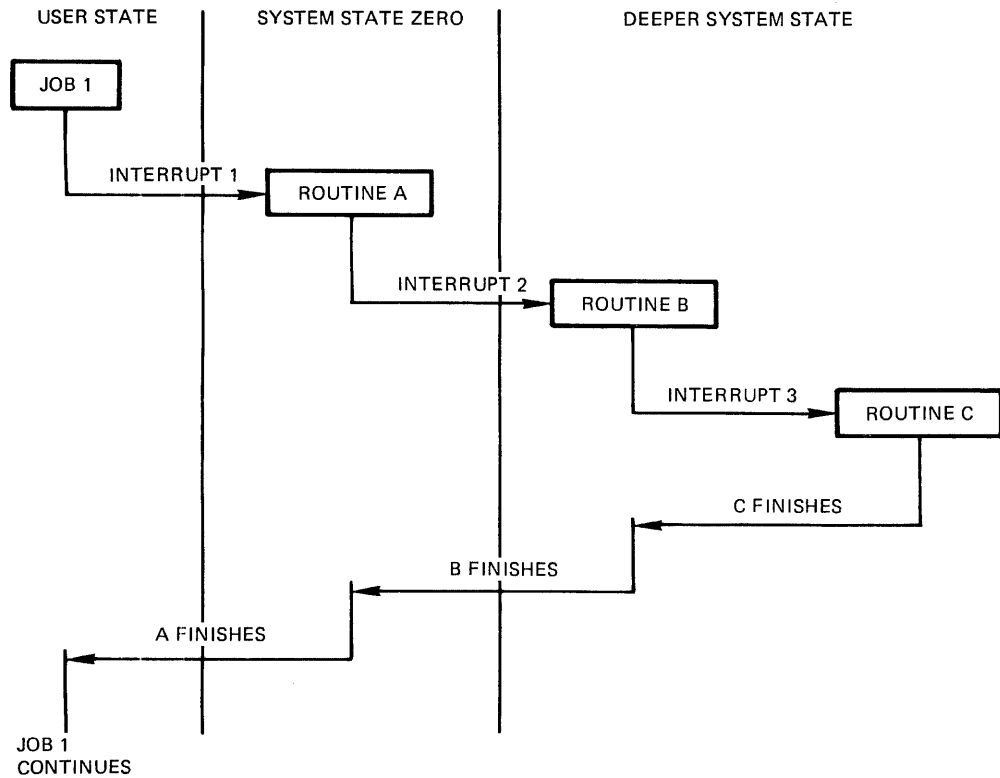 USER STATE
SYSTEM STATE ZERO
DEEPER SYSTEM STATE
JOB 1
INTERRUPT 1
ROUTINE A
INTERRUPT 2
ROUTINE B
INTERRUPT 3
ROUTINE C
C FINISHES
B FINISHES
A FINISHES
JOB 1
CONTINUES